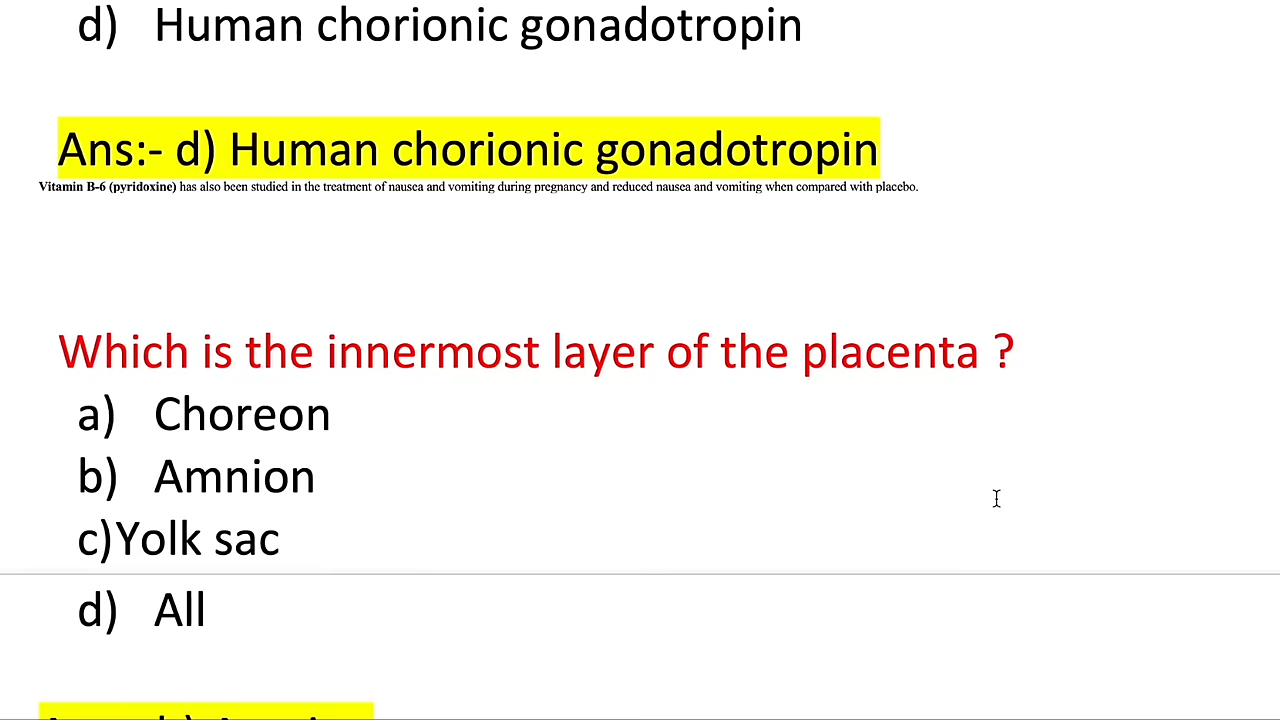 d) Human chorionic gonadotropin
Ans:- d) Human chorionic gonadotropin
Vitamin B-6 (pyridoxine) has also been studied in the treatment of nausea and vomiting during pregnancy and reduced nausea and vomiting when compared with placebo.
Which is the innermost layer of the placenta ?
a) Choreon
b) Amnion
c)Yolk sac
d) All